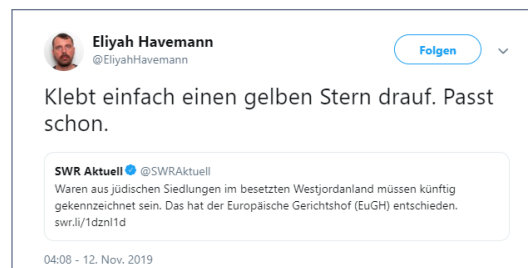 Eliyah Havemann
@EliyahHavemann
Folgen
Klebt einfach einen gelben Stern drauf. Passt
schon.
SWR Aktuell @SWRAktuell
Waren aus jüdischen Siedlungen im besetzten Westjordanland müssen künftig
gekennzeichnet sein. Das hat der Europäische Gerichtshof (EuGH) entschieden.
swr.li/1dznl1d
04:08 - 12. Nov. 2019